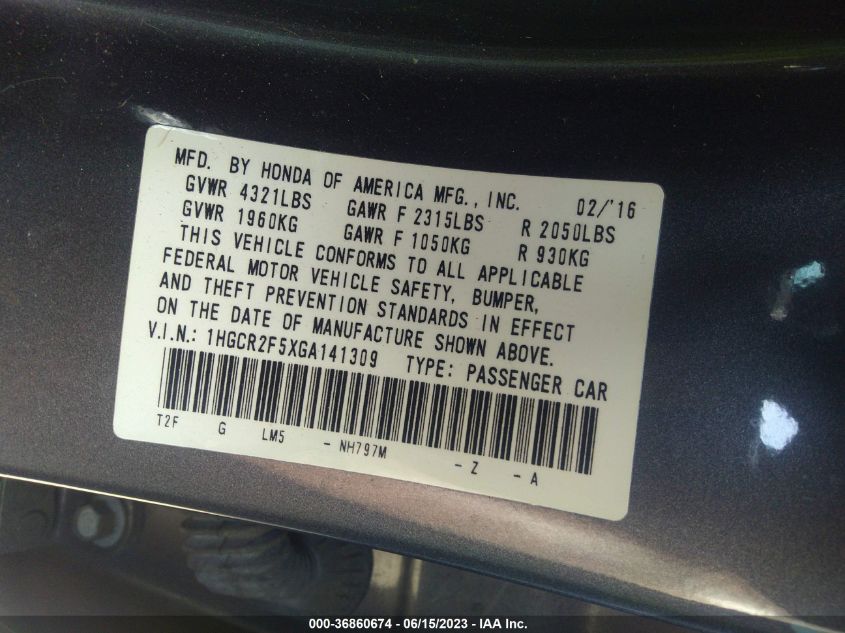 MFD. BY HONDA OF AMERICA MFG., INC. 02/'16
GVWR 4321LBS GAWR F 2315LBS R 2050LBS
GVWR 1960KG GAWR F 1050KG R 930KG
THIS VEHICLE CONFORMS TO ALL APPLICABLE
FEDERAL MOTOR VEHICLE SAFETY, BUMPER,
AND THEFT PREVENTION STANDARDS IN EFFECT
ON THE DATE OF MANUFACTURE SHOWN ABOVE.
V.I.N.: 1HGCR2F5XGA141309 TYPE: PASSENGER CAR
T2F G LM5 - NH797M - Z - A
000-36860674 - 06/15/2023 - IAA Inc.